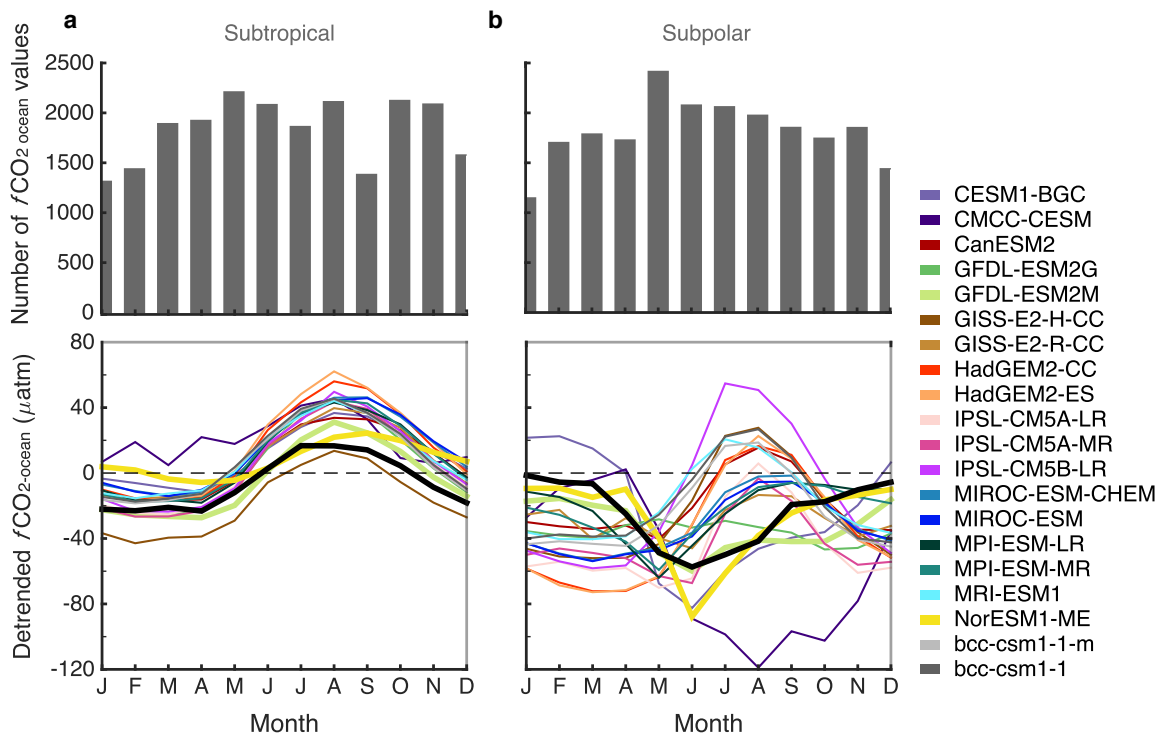 a
Subtropical
b
Subpolar
Number of fCO2 ocean values
2500
2000
1500
1000
500
0
Detrended fCO2-ocean (μatm)
80
40
0
-40
-80
-120
J F M A M J J A S O N D
Month
J F M A M J J A S O N D
Month
CESM1-BGC
CMCC-CESM
CanESM2
GFDL-ESM2G
GFDL-ESM2M
GISS-E2-H-CC
GISS-E2-R-CC
HadGEM2-CC
HadGEM2-ES
IPSL-CM5A-LR
IPSL-CM5A-MR
IPSL-CM5B-LR
MIROC-ESM-CHEM
MIROC-ESM
MPI-ESM-LR
MPI-ESM-MR
MRI-ESM1
NorESM1-ME
bcc-csm1-1-m
bcc-csm1-1